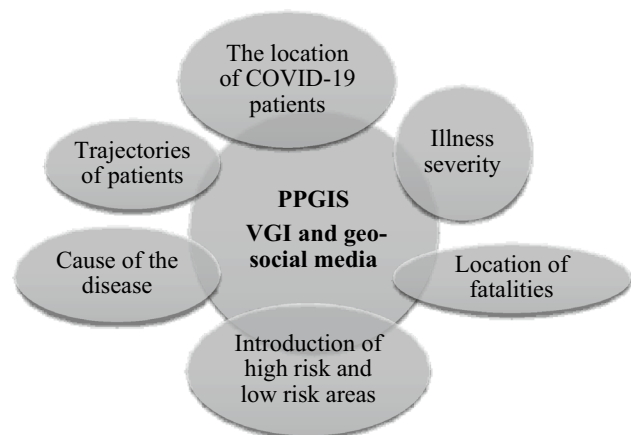 The location
of COVID-19
patients
Illness
severity
Trajectories
of patients
PPGIS
VGI and geo-
social media
Cause of the
disease
Location of
fatalities
Introduction of
high risk and
low risk areas